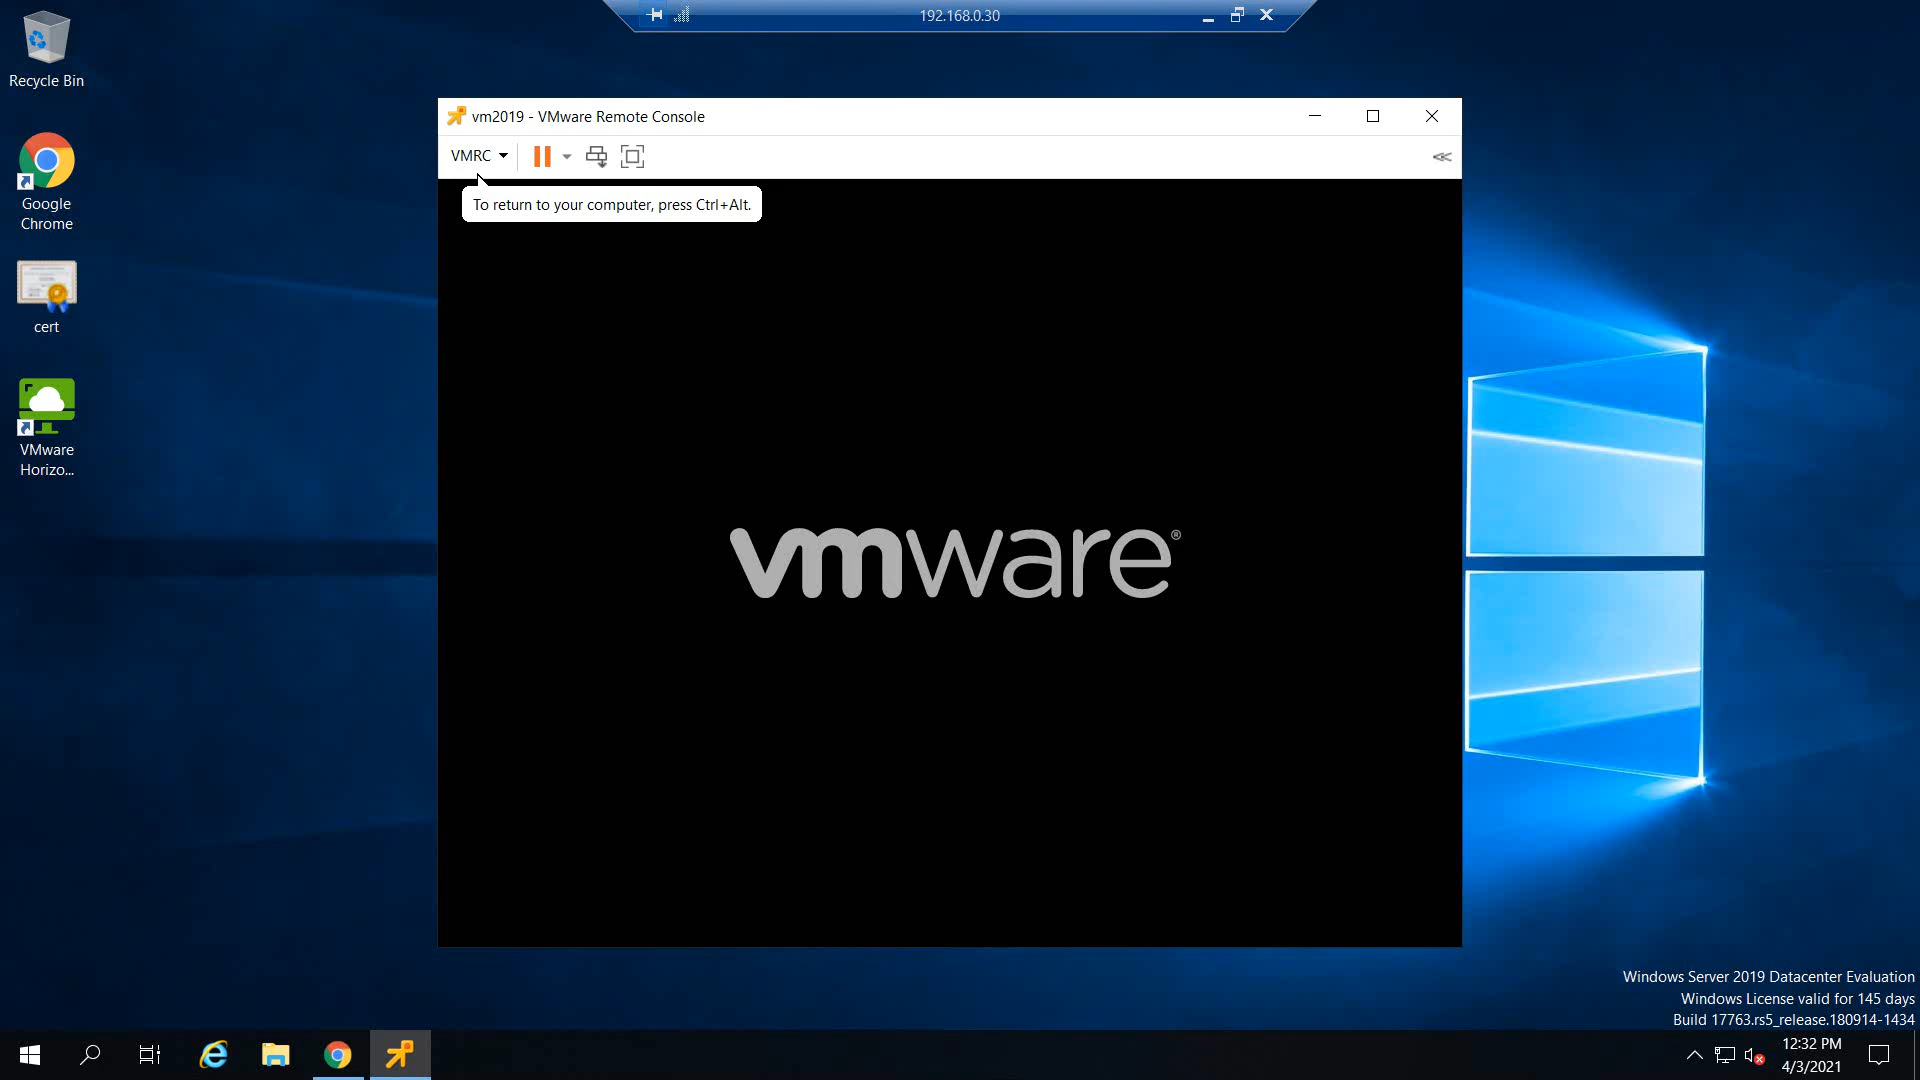 192.168.0.30
Recycle Bin
Google
Chrome
cert
VMware
Horizo...
vm2019 - VMware Remote Console
VMRC
To return to your computer, press Ctrl+Alt.
vmware®
Windows Server 2019 Datacenter Evaluation
Windows License valid for 145 days
Build 17763.rs5_release.180914-1434
12:32 PM
4/3/2021